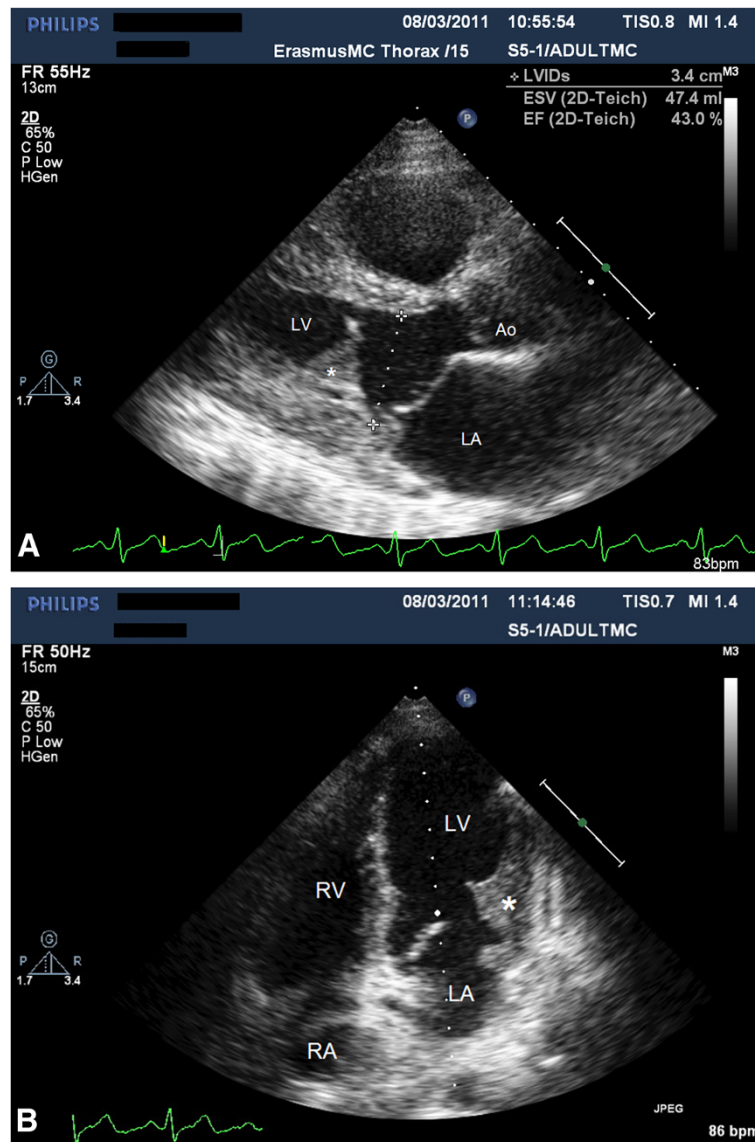 PHILIPS 08/03/2011 10:55:54 TIS0.8 MI 1.4
ErasmusMC Thorax /15 S5-1/ADULTMC
FR 55Hz
13cm
M3
LVIDs 3.4 cm
ESV (2D-Teich) 47.4 ml
EF (2D-Teich) 43.0 %
2D
65%
C 50
P Low
HGen
P
LV
Ao
*
LA
G
P R
1.7 3.4
A
83bpm
PHILIPS 08/03/2011 11:14:46 TIS0.7 MI 1.4
S5-1/ADULTMC
FR 50Hz
15cm
M3
2D
65%
C 50
P Low
HGen
P
LV
RV
*
LA
RA
G
P R
1.7 3.4
JPEG
B
86 bpm